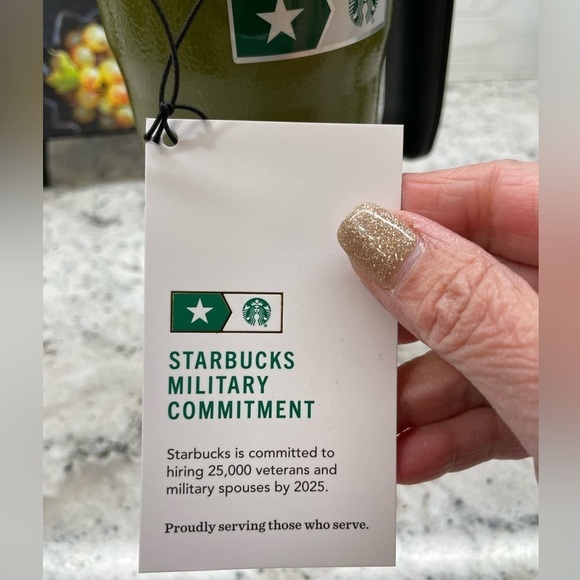 STARBUCKS
MILITARY
COMMITMENT
Starbucks is committed to
hiring 25,000 veterans and
military spouses by 2025.
Proudly serving those who serve.